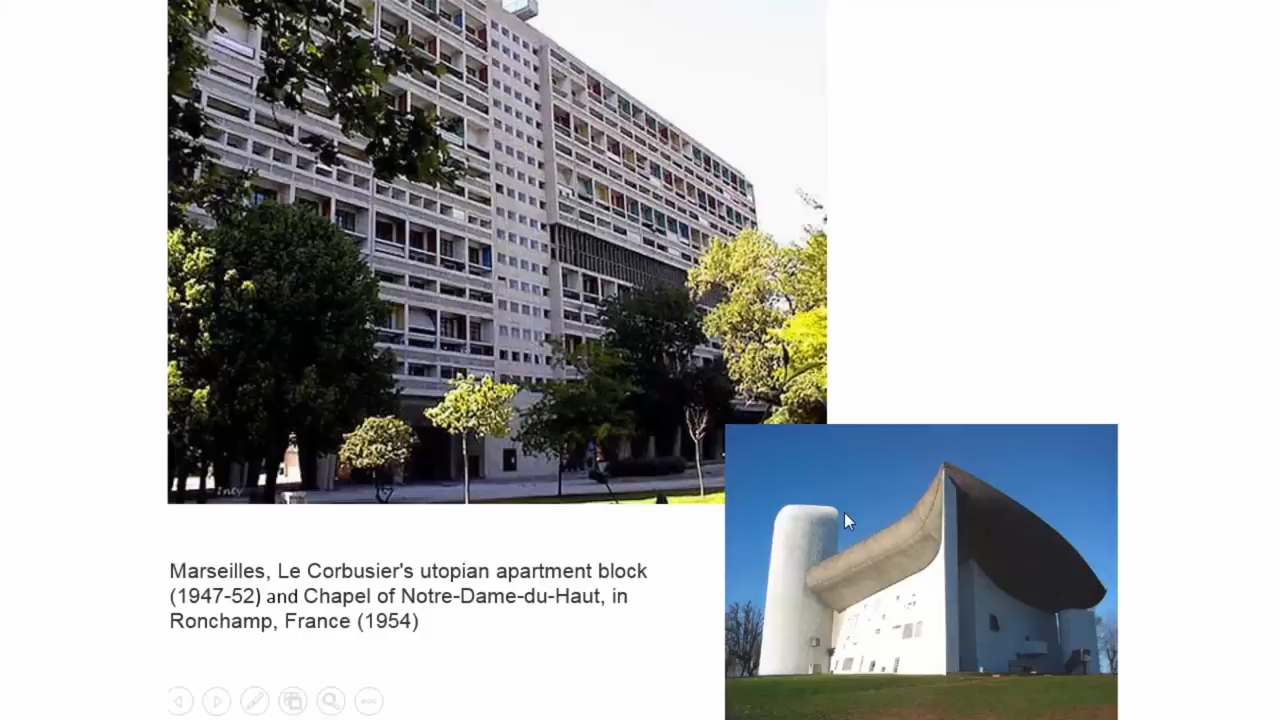 Marseilles, Le Corbusier's utopian apartment block
(1947-52) and Chapel of Notre-Dame-du-Haut, in
Ronchamp, France (1954)